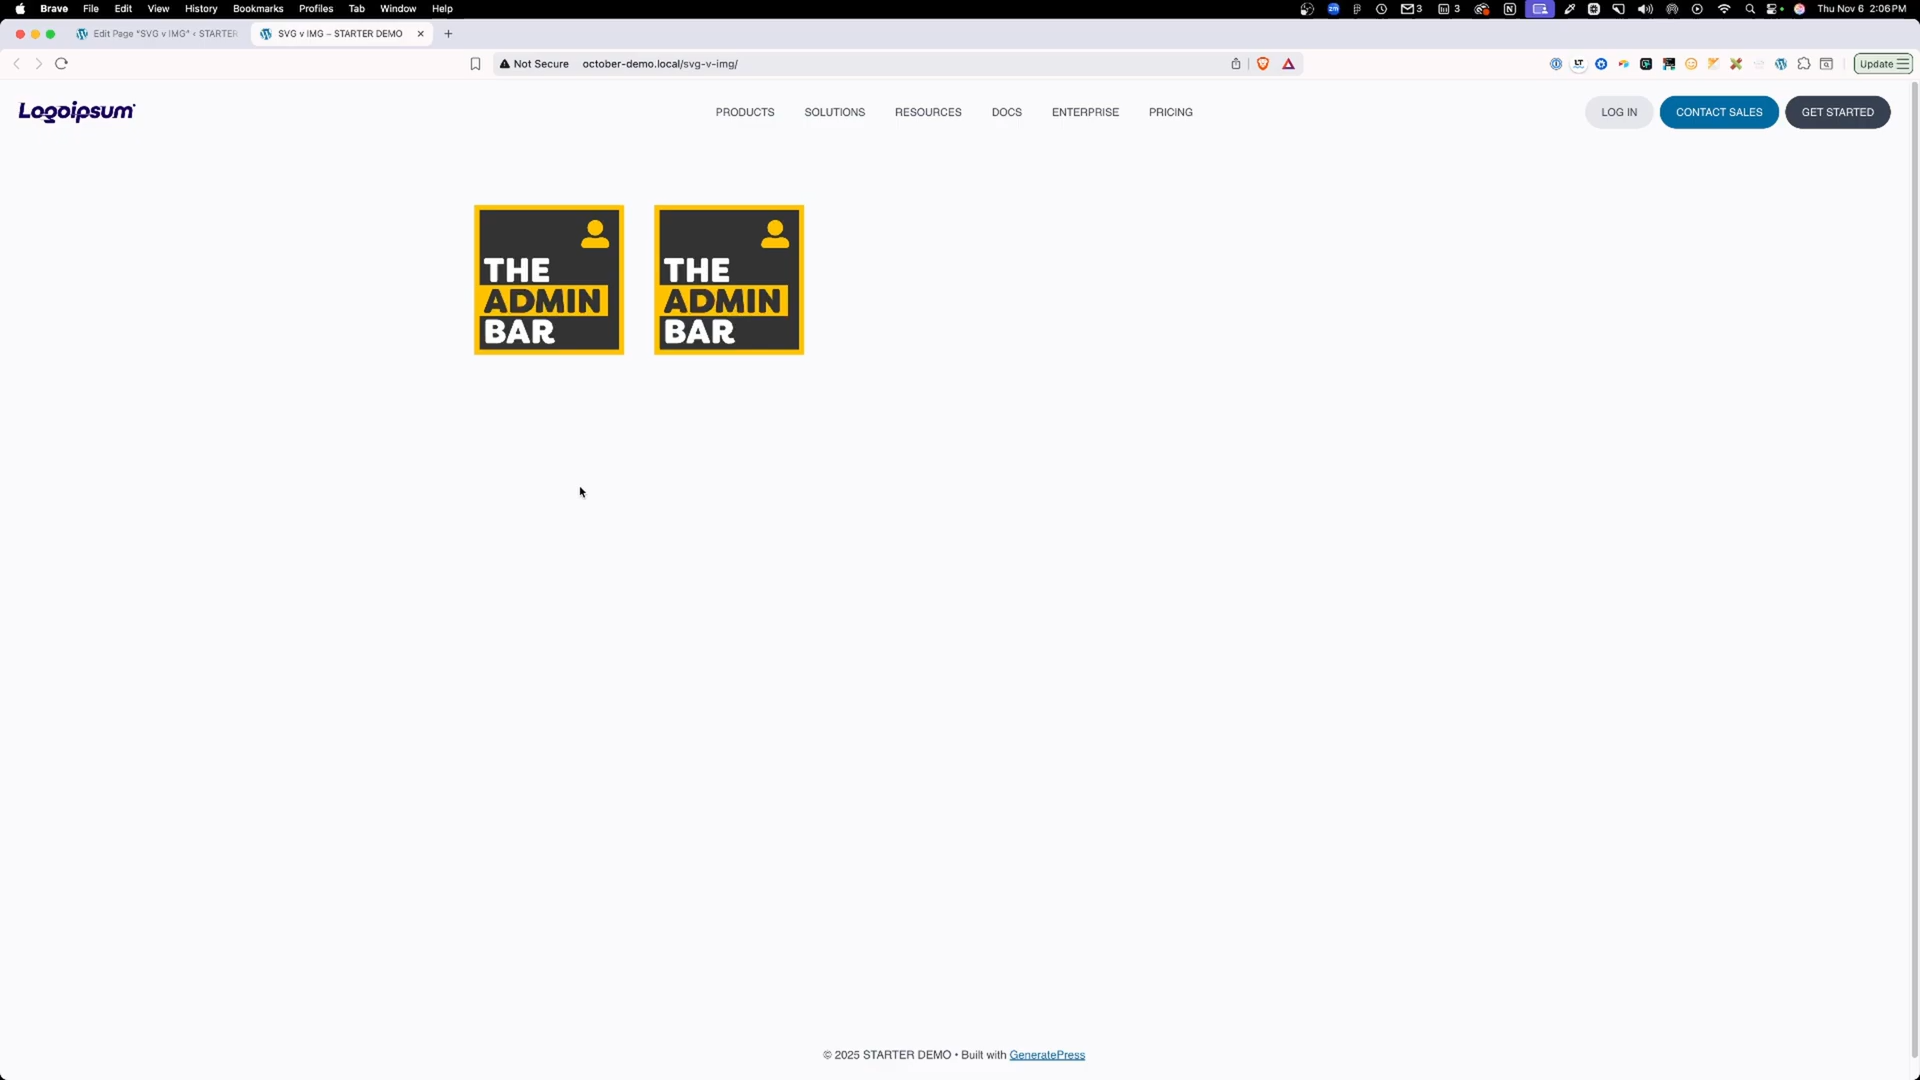 Brave File Edit View History Bookmarks Profiles Tab Window Help 3 3 Thu Nov 6 2:06 PM
Edit Page "SVG v IMG" ‹ STARTER SVG v IMG – STARTER DEMO
Not Secure october-demo.local/svg-v-img/ LT Update
Logoipsum PRODUCTS SOLUTIONS RESOURCES DOCS ENTERPRISE PRICING LOG IN CONTACT SALES GET STARTED
THE
ADMIN
BAR
THE
ADMIN
BAR
© 2025 STARTER DEMO • Built with GeneratePress